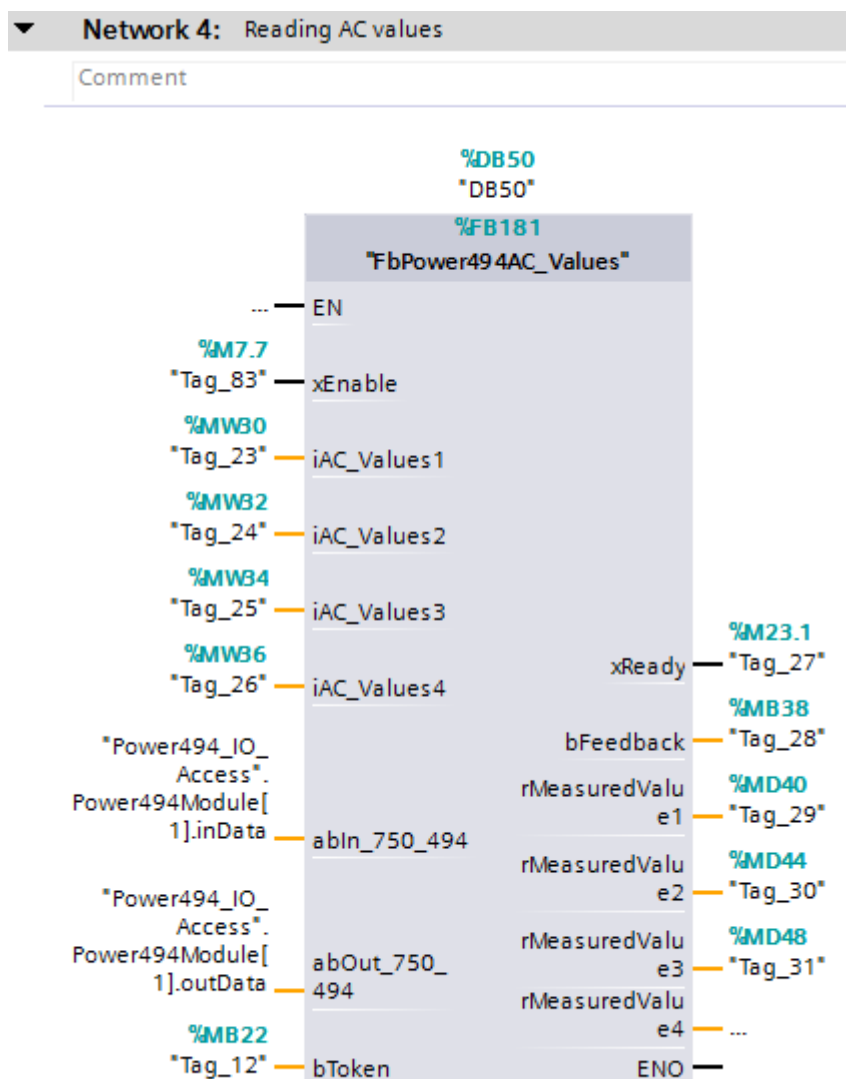 Network 4: Reading AC values
Comment
%DB50
"DB50"
%FB181
"FbPower494AC_Values"
... EN
%M7.7
"Tag_83" xEnable
%MW30
"Tag_23" iAC_Values1
%MW32
"Tag_24" iAC_Values2
%MW34
"Tag_25" iAC_Values3
%MW36
"Tag_26" iAC_Values4
"Power494_IO_
Access".
Power494Module[
1].inData abIn_750_494
"Power494_IO_
Access".
Power494Module[
1].outData abOut_750_
494
%MB22
"Tag_12" bToken
%M23.1
xReady "Tag_27"
%MB38
bFeedback "Tag_28"
rMeasuredValu
e1 %MD40
"Tag_29"
rMeasuredValu
e2 %MD44
"Tag_30"
rMeasuredValu
e3 %MD48
"Tag_31"
rMeasuredValu
e4 ...
ENO